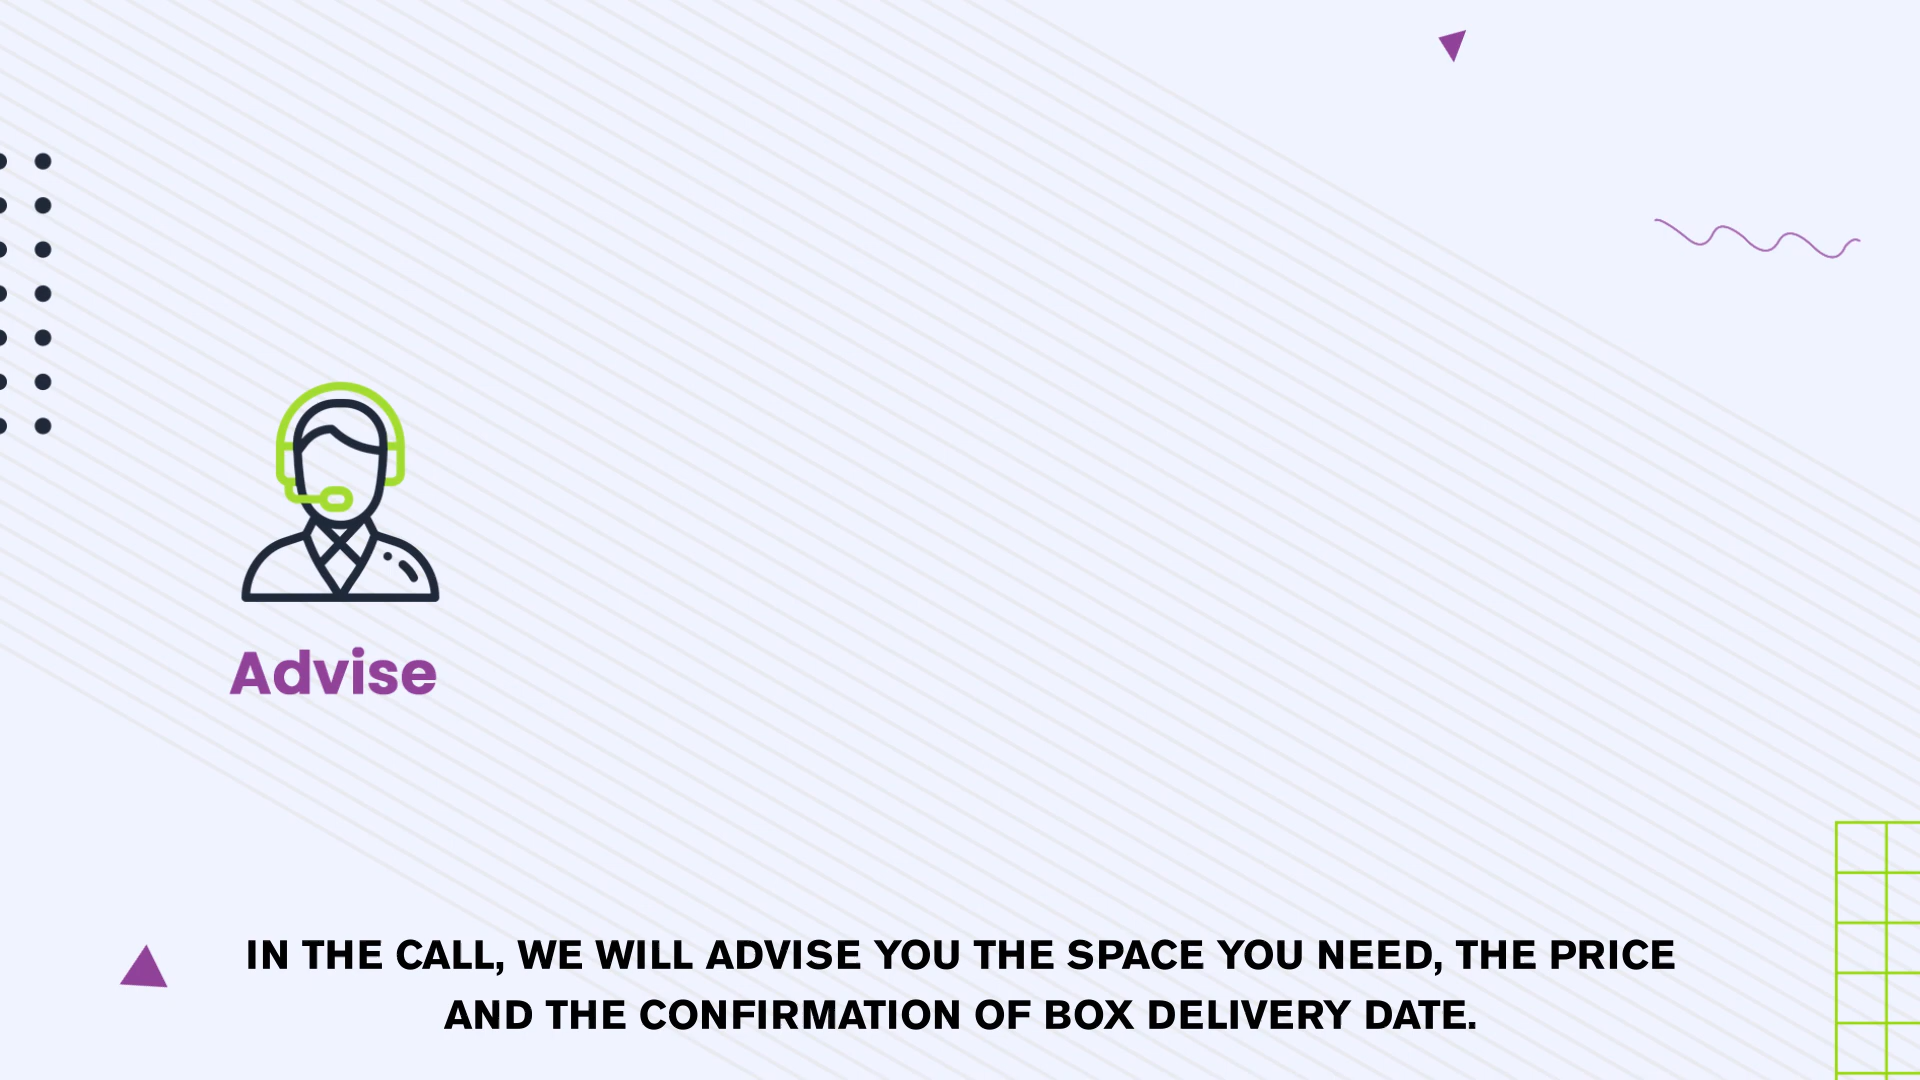 Advise
IN THE CALL, WE WILL ADVISE YOU THE SPACE YOU NEED, THE PRICE
AND THE CONFIRMATION OF BOX DELIVERY DATE.